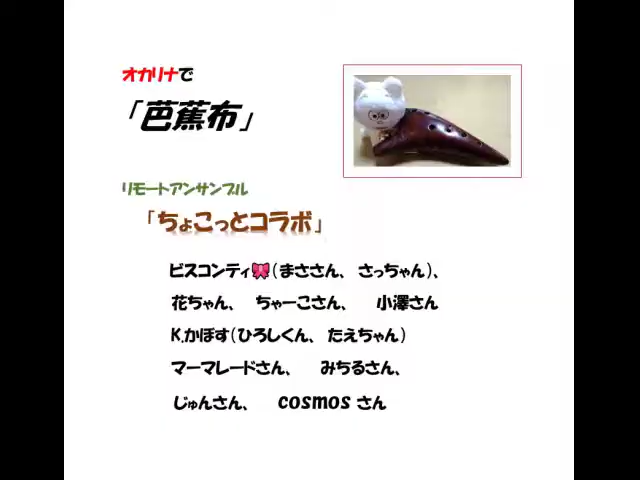 オカリナで
「芭蕉布」
リモートアンサンブル
「ちょこっとコラボ」
ビスコンティ🎀(まささん、 さっちゃん)、
花ちゃん、 ちゃーこさん、 小澤さん
K.かぼす(ひろしくん、 たえちゃん)
マーマレードさん、 みちるさん、
じゅんさん、 cosmos さん